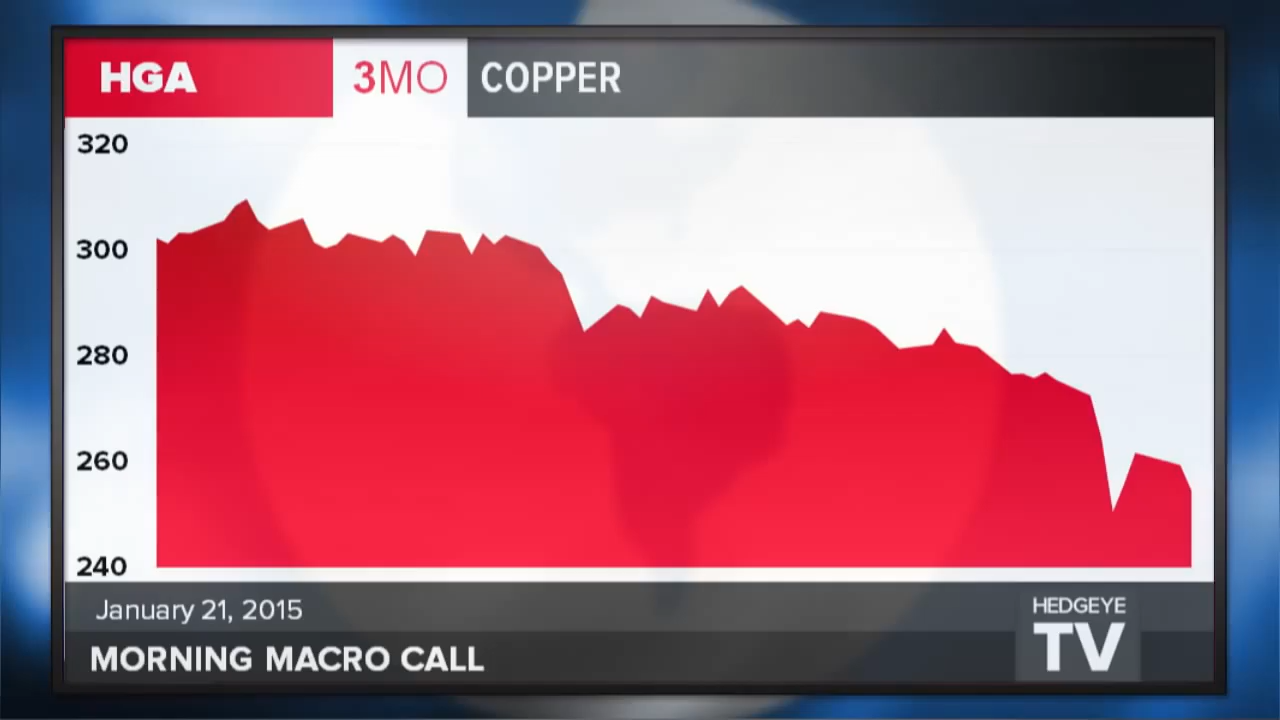 HGA 3MO COPPER
320
300
280
260
240
January 21, 2015
MORNING MACRO CALL
HEDGEYE
TV